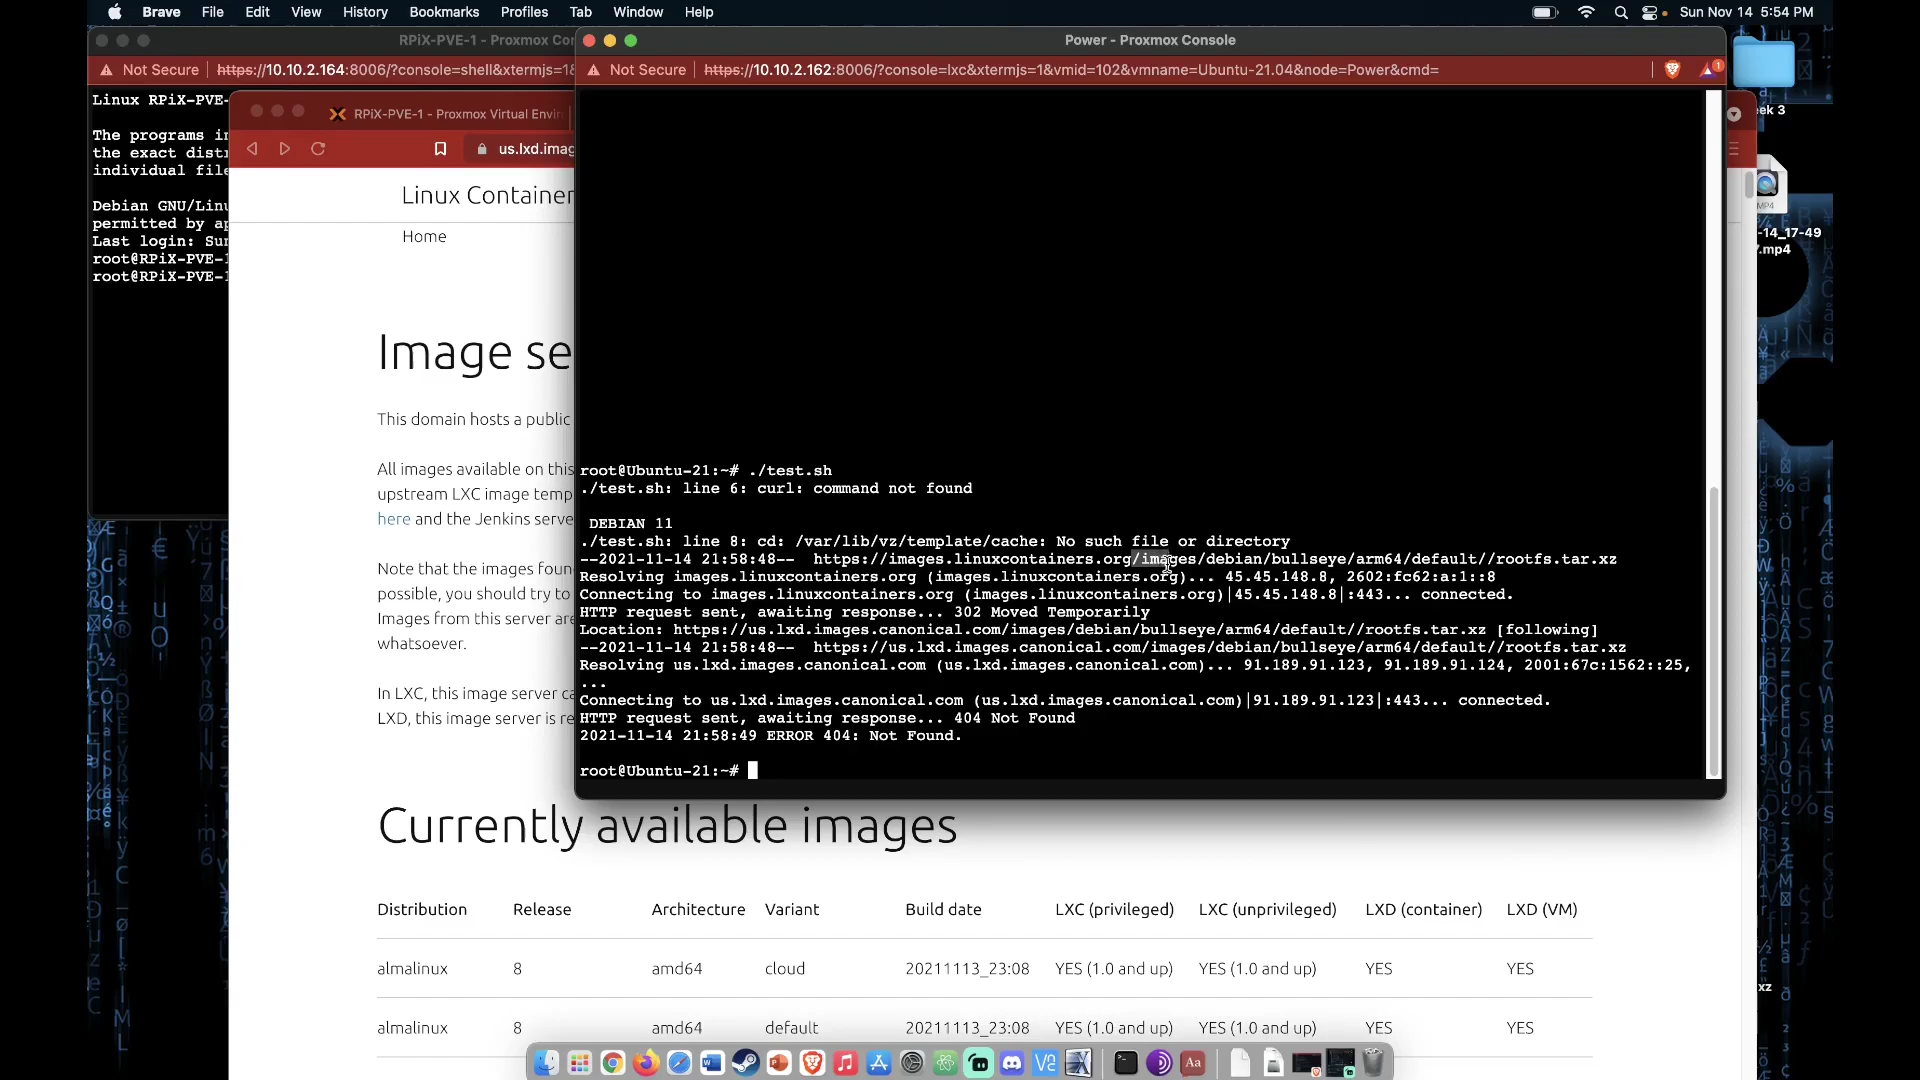 Brave File Edit View History Bookmarks Profiles Tab Window Help
Sun Nov 14 5:54 PM
RPiX-PVE-1 - Proxmox Con
Not Secure https://10.10.2.164:8006/?console=shell&xtermjs=1&
Linux RPiX-PVE-
The programs in
the exact distr
individual file
Debian GNU/Linu
permitted by ap
Last login: Sun
root@RPiX-PVE-1
root@RPiX-PVE-1
RPiX-PVE-1 - Proxmox Virtual Envir
us.lxd.imag
Linux Container
Home
Image se
This domain hosts a public
All images available on this
upstream LXC image temp
here and the Jenkins serve
Note that the images foun
possible, you should try to
Images from this server are
whatsoever.
In LXC, this image server ca
LXD, this image server is re
Power - Proxmox Console
Not Secure https://10.10.2.162:8006/?console=lxc&xtermjs=1&vmid=102&vmname=Ubuntu-21.04&node=Power&cmd=
root@Ubuntu-21:~# ./test.sh
./test.sh: line 6: curl: command not found
DEBIAN 11
./test.sh: line 8: cd: /var/lib/vz/template/cache: No such file or directory
--2021-11-14 21:58:48-- https://images.linuxcontainers.org/images/debian/bullseye/arm64/default//rootfs.tar.xz
Resolving images.linuxcontainers.org (images.linuxcontainers.org)... 45.45.148.8, 2602:fc62:a:1::8
Connecting to images.linuxcontainers.org (images.linuxcontainers.org)|45.45.148.8|:443... connected.
HTTP request sent, awaiting response... 302 Moved Temporarily
Location: https://us.lxd.images.canonical.com/images/debian/bullseye/arm64/default//rootfs.tar.xz [following]
--2021-11-14 21:58:48-- https://us.lxd.images.canonical.com/images/debian/bullseye/arm64/default//rootfs.tar.xz
Resolving us.lxd.images.canonical.com (us.lxd.images.canonical.com)... 91.189.91.123, 91.189.91.124, 2001:67c:1562::25,
...
Connecting to us.lxd.images.canonical.com (us.lxd.images.canonical.com)|91.189.91.123|:443... connected.
HTTP request sent, awaiting response... 404 Not Found
2021-11-14 21:58:49 ERROR 404: Not Found.
root@Ubuntu-21:~#
Currently available images
Distribution Release Architecture Variant Build date LXC (privileged) LXC (unprivileged) LXD (container) LXD (VM)
almalinux 8 amd64 cloud 20211113_23:08 YES (1.0 and up) YES (1.0 and up) YES YES
almalinux 8 amd64 default 20211113_23:08 YES (1.0 and up) YES (1.0 and up) YES YES
eek 3
MP4
-14_17-49
7.mp4
xz